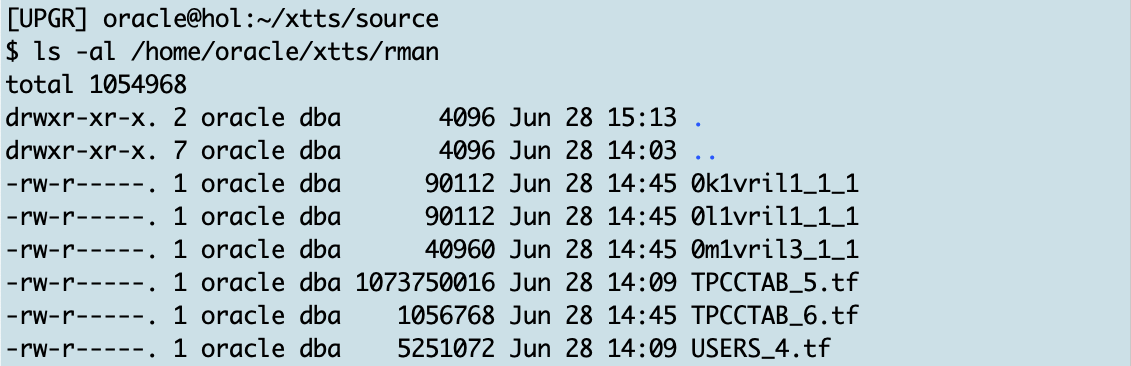 [UPGR] oracle@hol:~/xtts/source
$ ls -al /home/oracle/xtts/rman
total 1054968
drwxr-xr-x. 2 oracle dba       4096 Jun 28 15:13 .
drwxr-xr-x. 7 oracle dba       4096 Jun 28 14:03 ..
-rw-r-----. 1 oracle dba      90112 Jun 28 14:45 0k1vril1_1_1
-rw-r-----. 1 oracle dba      90112 Jun 28 14:45 0l1vril1_1_1
-rw-r-----. 1 oracle dba      40960 Jun 28 14:45 0m1vril3_1_1
-rw-r-----. 1 oracle dba 1073750016 Jun 28 14:09 TPCCTAB_5.tf
-rw-r-----. 1 oracle dba    1056768 Jun 28 14:45 TPCCTAB_6.tf
-rw-r-----. 1 oracle dba    5251072 Jun 28 14:09 USERS_4.tf